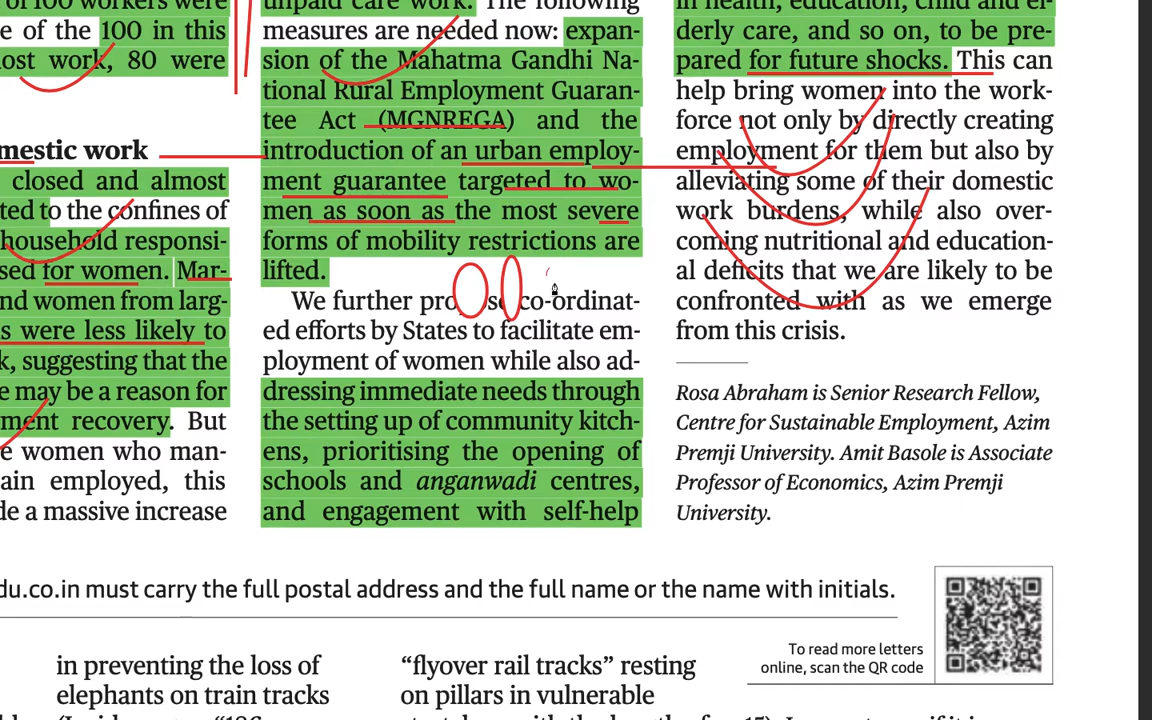 of 100 workers were
e of the 100 in this
ost work, 80 were
mestic work
closed and almost
ted to the confines of
household responsi-
sed for women. Mar-
nd women from larg-
s were less likely to
k, suggesting that the
e may be a reason for
ment recovery. But
e women who man-
ain employed, this
de a massive increase
unpaid care work. The following
measures are needed now: expan-
sion of the Mahatma Gandhi Na-
tional Rural Employment Guaran-
tee Act (MGNREGA) and the
introduction of an urban employ-
ment guarantee targeted to wo-
men as soon as the most severe
forms of mobility restrictions are
lifted.
We further propose co-ordinat-
ed efforts by States to facilitate em-
ployment of women while also ad-
dressing immediate needs through
the setting up of community kitch-
ens, prioritising the opening of
schools and anganwadi centres,
and engagement with self-help
in health, education, child and el-
derly care, and so on, to be pre-
pared for future shocks. This can
help bring women into the work-
force not only by directly creating
employment for them but also by
alleviating some of their domestic
work burdens, while also over-
coming nutritional and education-
al deficits that we are likely to be
confronted with as we emerge
from this crisis.
Rosa Abraham is Senior Research Fellow,
Centre for Sustainable Employment, Azim
Premji University. Amit Basole is Associate
Professor of Economics, Azim Premji
University.
du.co.in must carry the full postal address and the full name or the name with initials.
To read more letters
online, scan the QR code
in preventing the loss of
elephants on train tracks
“flyover rail tracks” resting
on pillars in vulnerable